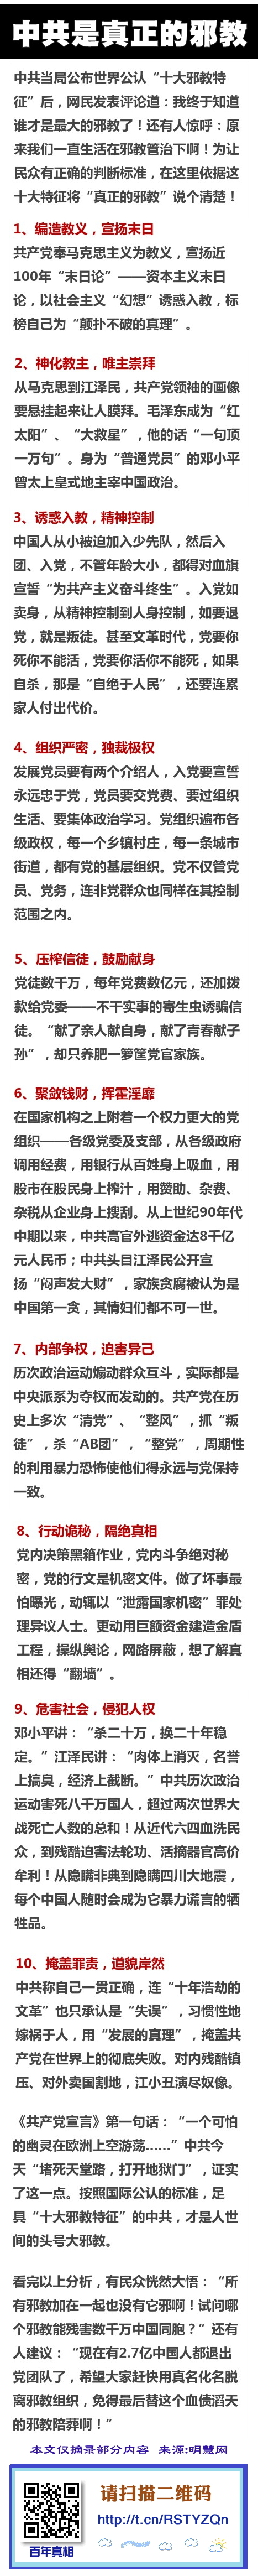 中共是真正的邪教
中共当局公布世界公认“十大邪教特
征”后，网民发表评论道：我终于知道
谁才是最大的邪教了！还有人惊呼：原
来我们一直生活在邪教管治下啊！为让
民众有正确的判断标准，在这里依据这
十大特征将“真正的邪教”说个清楚！
1、编造教义，宣扬末日
共产党奉马克思主义为教义，宣扬近
100年“末日论”——资本主义末日
论，以社会主义“幻想”诱惑入教，标
榜自己为“颠扑不破的真理”。
2、神化教主，唯主崇拜
从马克思到江泽民，共产党领袖的画像
要悬挂起来让人膜拜。毛泽东成为“红
太阳”、“大救星”，他的话“一句顶
一万句”。身为“普通党员”的邓小平
曾太上皇式地主宰中国政治。
3、诱惑入教，精神控制
中国人从小被迫加入少先队，然后入
团、入党，不管年龄大小，都得对血旗
宣誓“为共产主义奋斗终生”。入党如
卖身，从精神控制到人身控制，如要退
党，就是叛徒。甚至文革时代，党要你
死你不能活，党要你活你不能死，如果
自杀，那是“自绝于人民”，还要连累
家人付出代价。
4、组织严密，独裁极权
发展党员要有两个介绍人，入党要宣誓
永远忠于党，党员要交党费、要过组织
生活、要集体政治学习。党组织遍布各
级政权，每一个乡镇村庄，每一条城市
街道，都有党的基层组织。党不仅管党
员、党务，连非党群众也同样在其控制
范围之内。
5、压榨信徒，鼓励献身
党徒数千万，每年党费数亿元，还加拨
款给党委——不干实事的寄生虫诱骗信
徒。“献了亲人献自身，献了青春献子
孙”，却只养肥一箩筐党官家族。
6、聚敛钱财，挥霍淫靡
在国家机构之上附着一个权力更大的党
组织——各级党委及支部，从各级政府
调用经费，用银行从百姓身上吸血，用
股市在股民身上榨汁，用赞助、杂费、
杂税从企业身上搜刮。从上世纪90年代
中期以来，中共高官外逃资金达8千亿
元人民币；中共头目江泽民公开宣
扬“闷声发大财”，家族贪腐被认为是
中国第一贪，其情妇们都不可一世。
7、内部争权，迫害异己
历次政治运动煽动群众互斗，实际都是
中央派系为夺权而发动的。共产党在历
史上多次“清党”、“整风”，抓“叛
徒”，杀“AB团”，“整党”，周期性
的利用暴力恐怖使他们得永远与党保持
一致。
8、行动诡秘，隔绝真相
党内决策黑箱作业，党内斗争绝对秘
密，党的行文是机密文件。做了坏事最
怕曝光，动辄以“泄露国家机密”罪处
理异议人士。更动用巨额资金建造金盾
工程，操纵舆论，网路屏蔽，想了解真
相还得“翻墙”。
9、危害社会，侵犯人权
邓小平讲：“杀二十万，换二十年稳
定。”江泽民讲：“肉体上消灭，名誉
上搞臭，经济上截断。”中共历次政治
运动害死八千万国人，超过两次世界大
战死亡人数的总和！从近代六四血洗民
众，到残酷迫害法轮功、活摘器官高价
牟利！从隐瞒非典到隐瞒四川大地震，
每个中国人随时会成为它暴力谎言的牺
牲品。
10、掩盖罪责，道貌岸然
中共称自己一贯正确，连“十年浩劫的
文革”也只承认是“失误”，习惯性地
嫁祸于人，用“发展的真理”，掩盖共
产党在世界上的彻底失败。对内残酷镇
压、对外卖国割地，江小丑演尽奴像。
《共产党宣言》第一句话：“一个可怕
的幽灵在欧洲上空游荡……”中共今
天“堵死天堂路，打开地狱门”，证实
了这一点。按照国际公认的标准，足
具“十大邪教特征”的中共，才是人世
间的头号大邪教。
看完以上分析，有民众恍然大悟：“所
有邪教加在一起也没有它邪啊！试问哪
个邪教能残害数千万中国同胞？”还有
人建议：“现在有2.7亿中国人都退出
党团队了，希望大家赶快用真名化名脱
离邪教组织，免得最后替这个血债滔天
的邪教陪葬啊！”
本文仅摘录部分内容 来源:明慧网
请扫描二维码
http://t.cn/RSTYZQn
百年真相